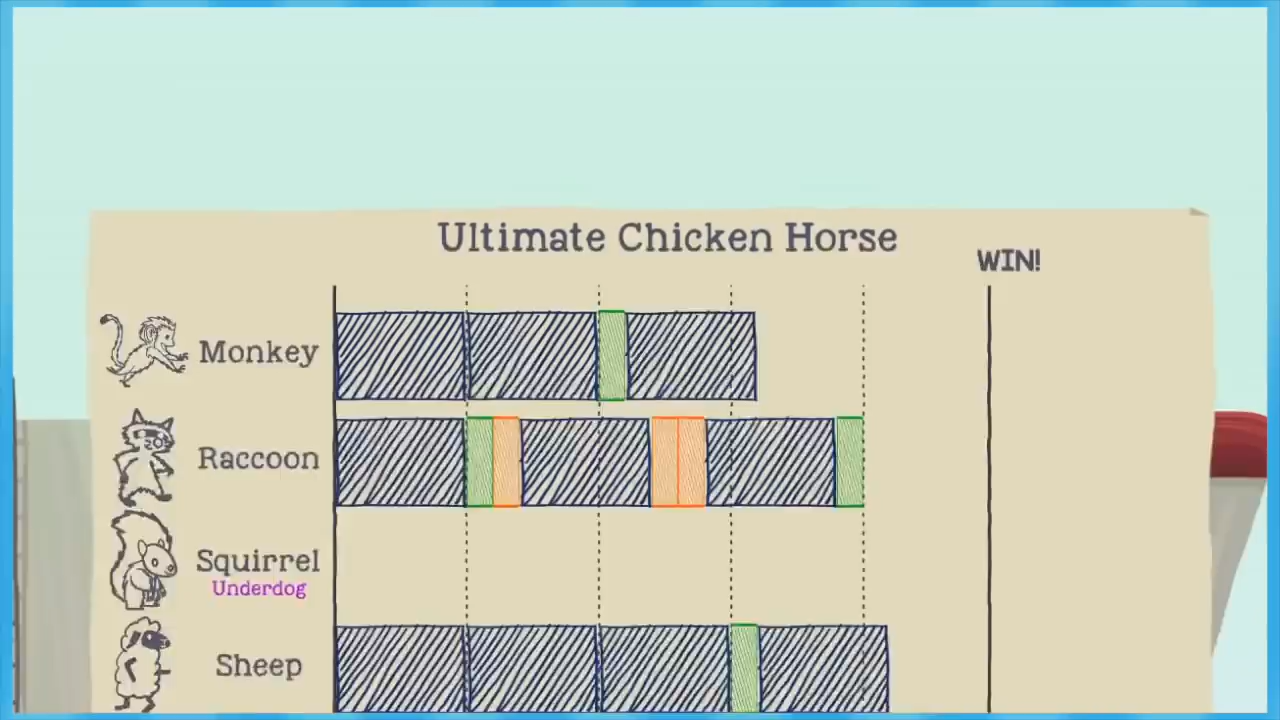 Ultimate Chicken Horse
WIN!
Monkey
Raccoon
Squirrel
Underdog
Sheep